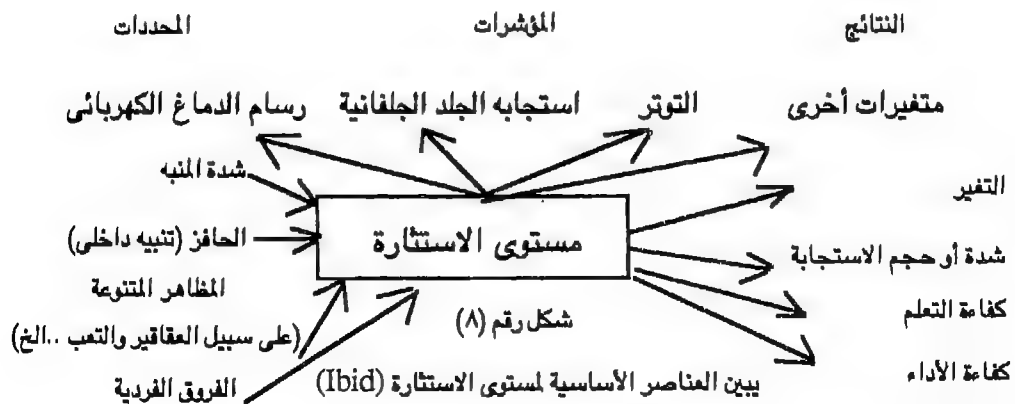 النتائج المؤشرات المحددات
متغيرات أخرى التوتر استجابه الجلد الجلفانية رسام الدماغ الكهربائى
شدة المنبه
التغير
مستوى الاستثارة
الحافز (تنبيه داخلى)
شدة أو حجم الاستجابة
المظاهر المتنوعة
كفاءة التعلم
شكل رقم (٨)
(على سبيل العقاقير والتعب ..الخ)
كفاءة الأداء
يبين العناصر الأساسية لمستوى الاستثارة (Ibid)
الفروق الفردية